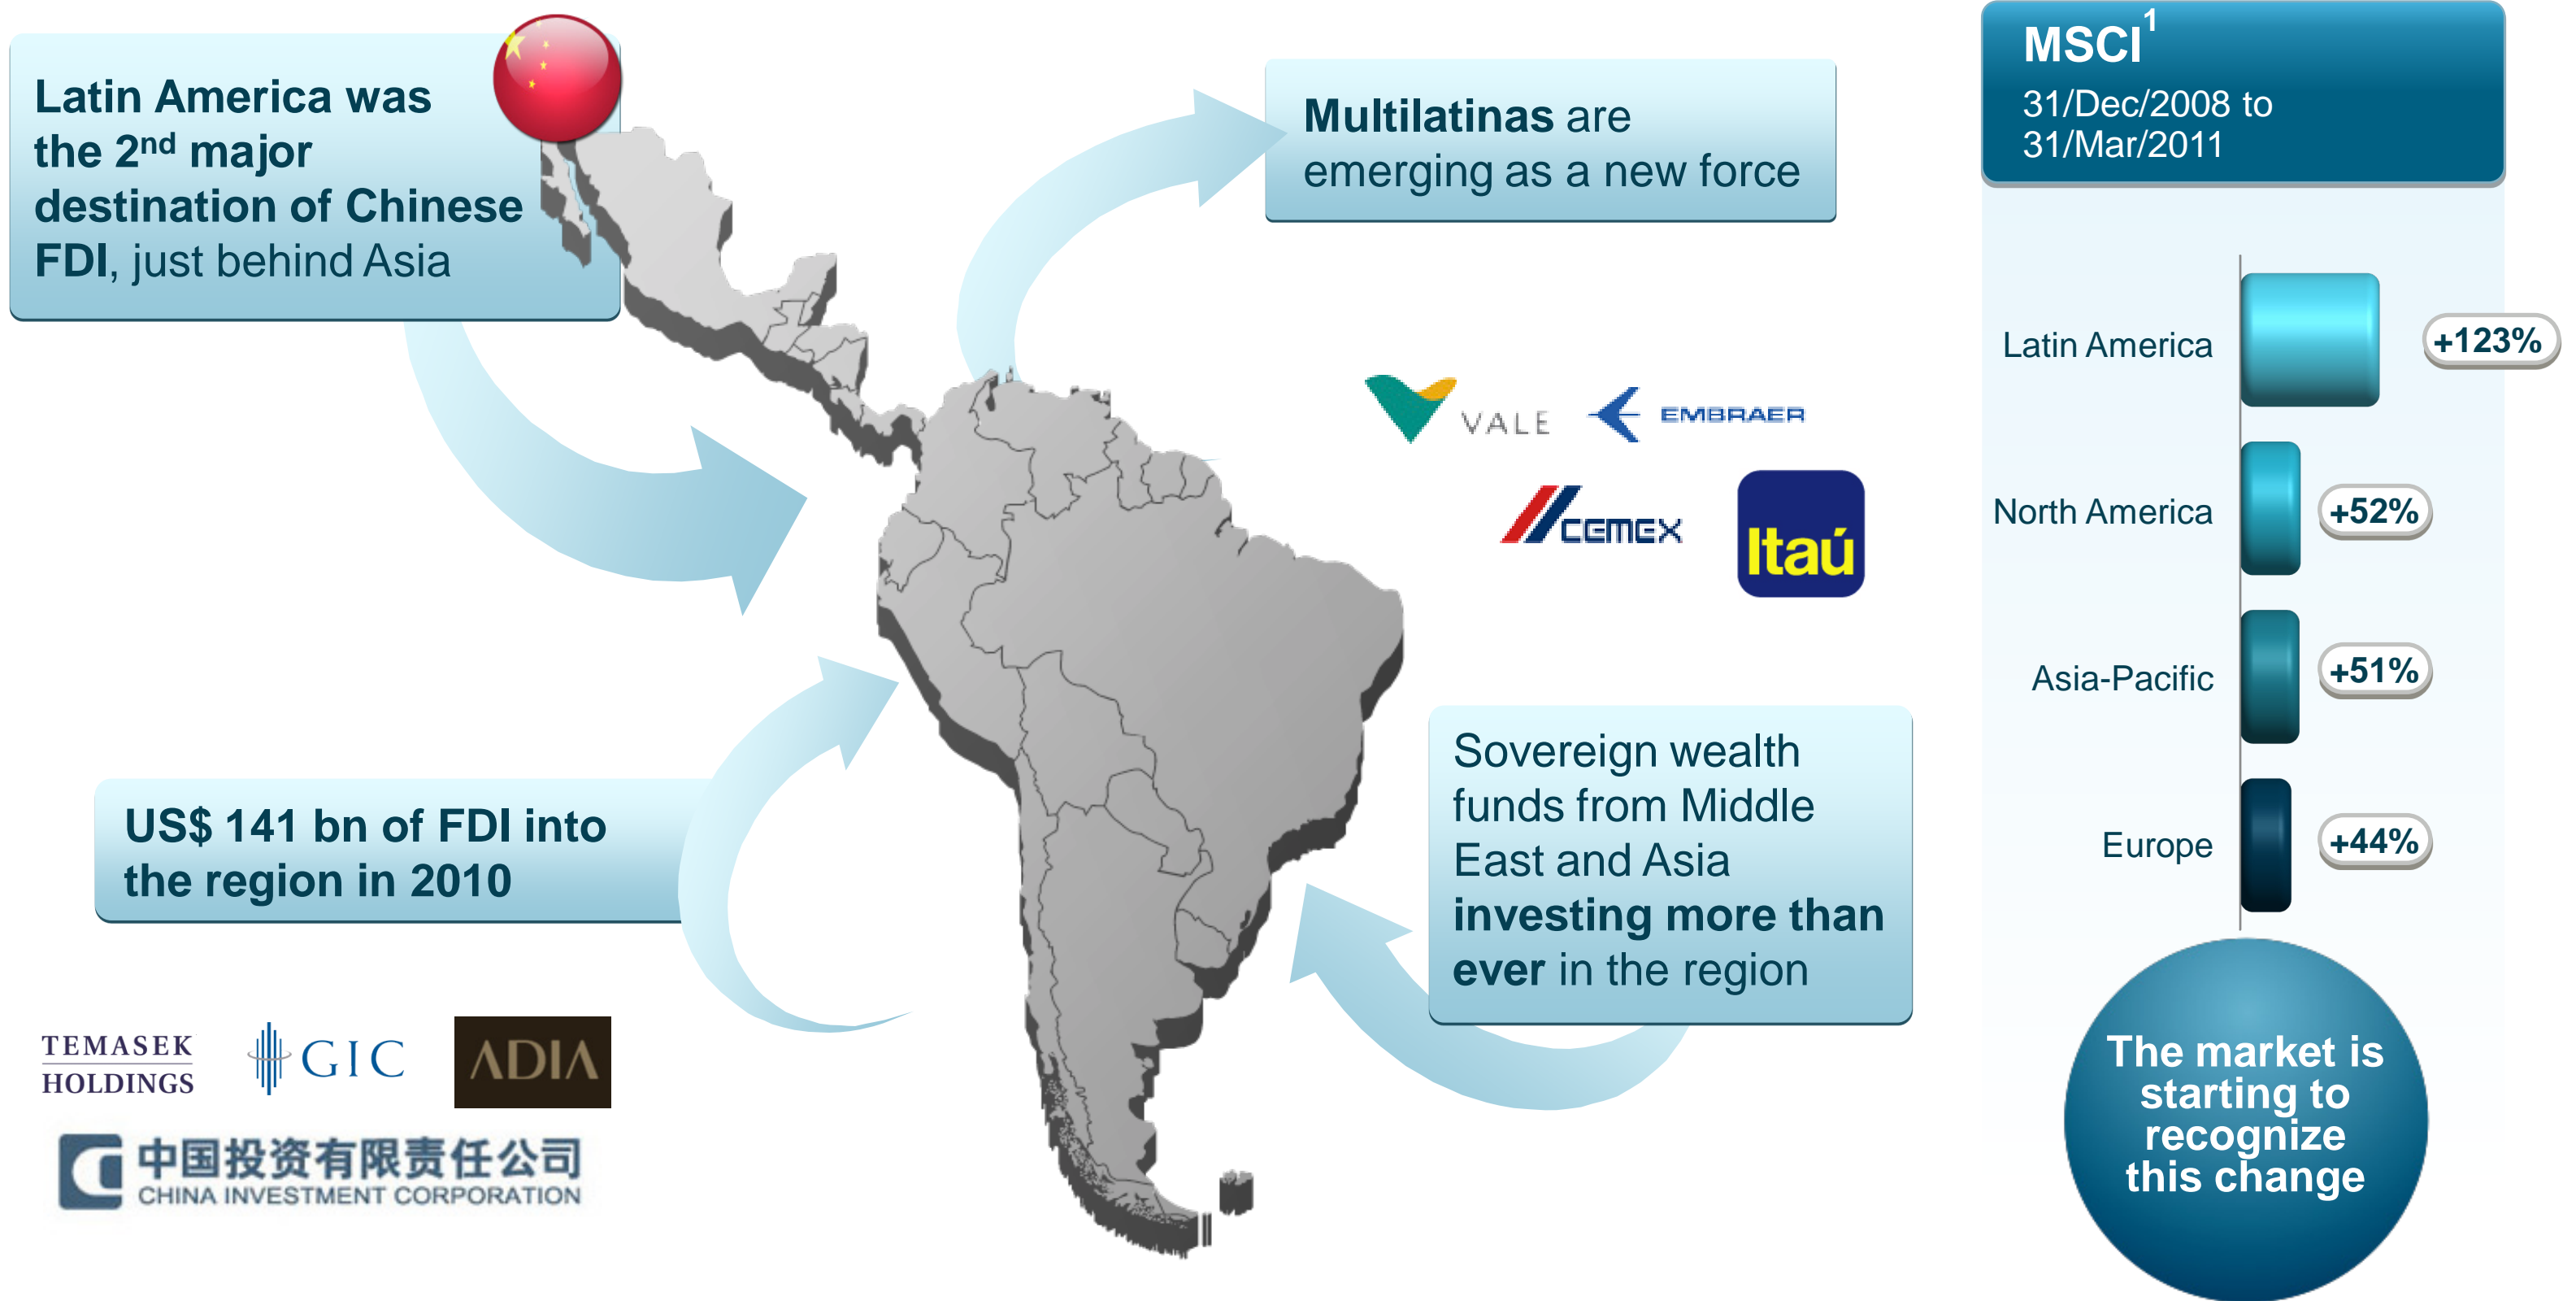 Latin America was
the 2nd major
destination of Chinese
FDI, just behind Asia
Multilatinas are
emerging as a new force
VALE
EMBRAER
CEMEX
Itaú
US$ 141 bn of FDI into
the region in 2010
Sovereign wealth
funds from Middle
East and Asia
investing more than
ever in the region
TEMASEK
HOLDINGS
GIC
ADIA
中国投资有限责任公司
CHINA INVESTMENT CORPORATION
MSCI1
31/Dec/2008 to
31/Mar/2011
Latin America +123%
North America +52%
Asia-Pacific +51%
Europe +44%
The market is
starting to
recognize
this change